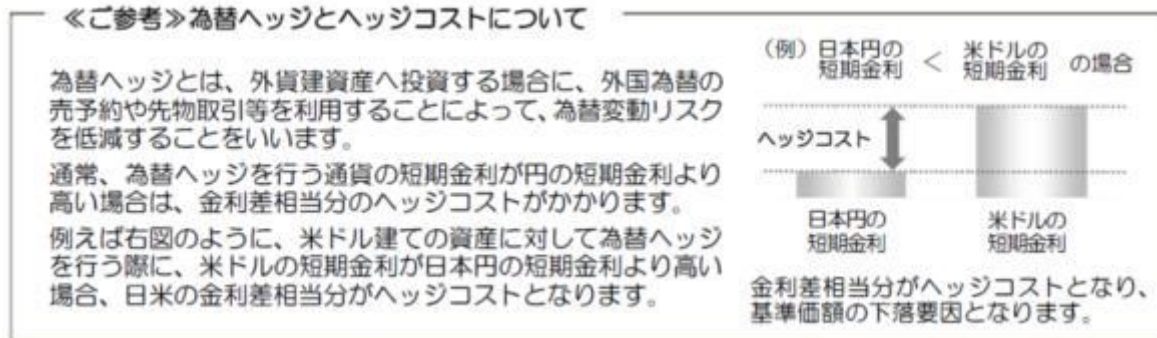 ≪ご参考≫為替ヘッジとヘッジコストについて
為替ヘッジとは、外貨建資産へ投資する場合に、外国為替の
売予約や先物取引等を利用することによって、為替変動リスク
を低減することをいいます。
通常、為替ヘッジを行う通貨の短期金利が円の短期金利より
高い場合は、金利差相当分のヘッジコストがかかります。
例えば右図のように、米ドル建ての資産に対して為替ヘッジ
を行う際に、米ドルの短期金利が日本円の短期金利より高い
場合、日米の金利差相当分がヘッジコストとなります。
（例）日本円の短期金利 ＜ 米ドルの短期金利 の場合
ヘッジコスト
日本円の
短期金利
米ドルの
短期金利
金利差相当分がヘッジコストとなり、
基準価額の下落要因となります。